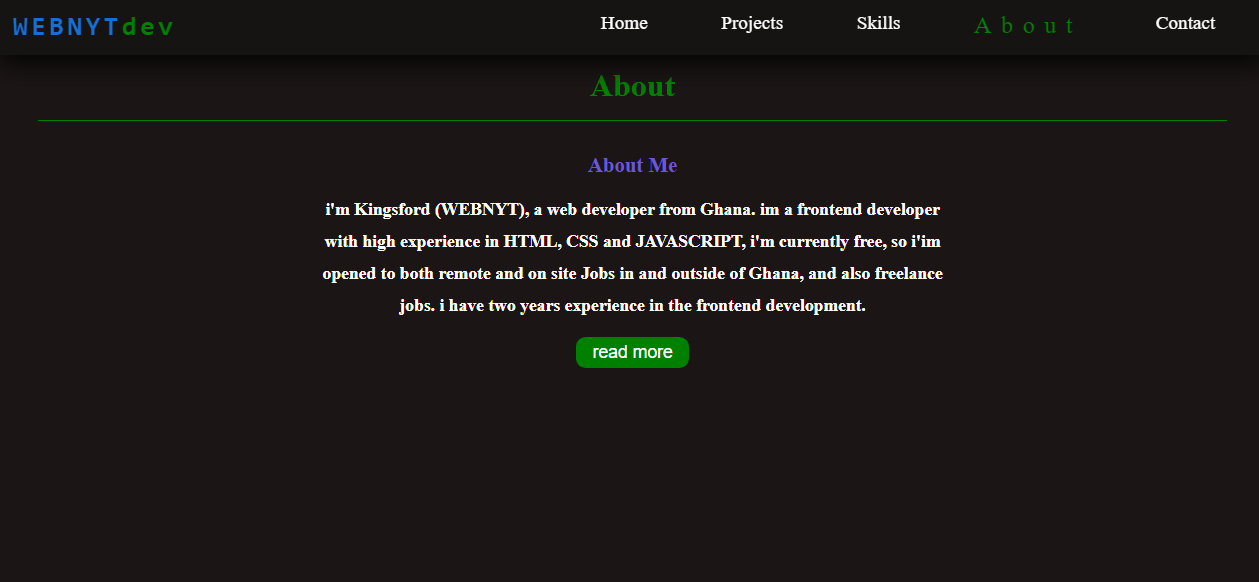 WEBNYTdev
Home Projects Skills About Contact
About
About Me
i'm Kingsford (WEBNYT), a web developer from Ghana. im a frontend developer
with high experience in HTML, CSS and JAVASCRIPT, i'm currently free, so i'im
opened to both remote and on site Jobs in and outside of Ghana, and also freelance
jobs. i have two years experience in the frontend development.
read more